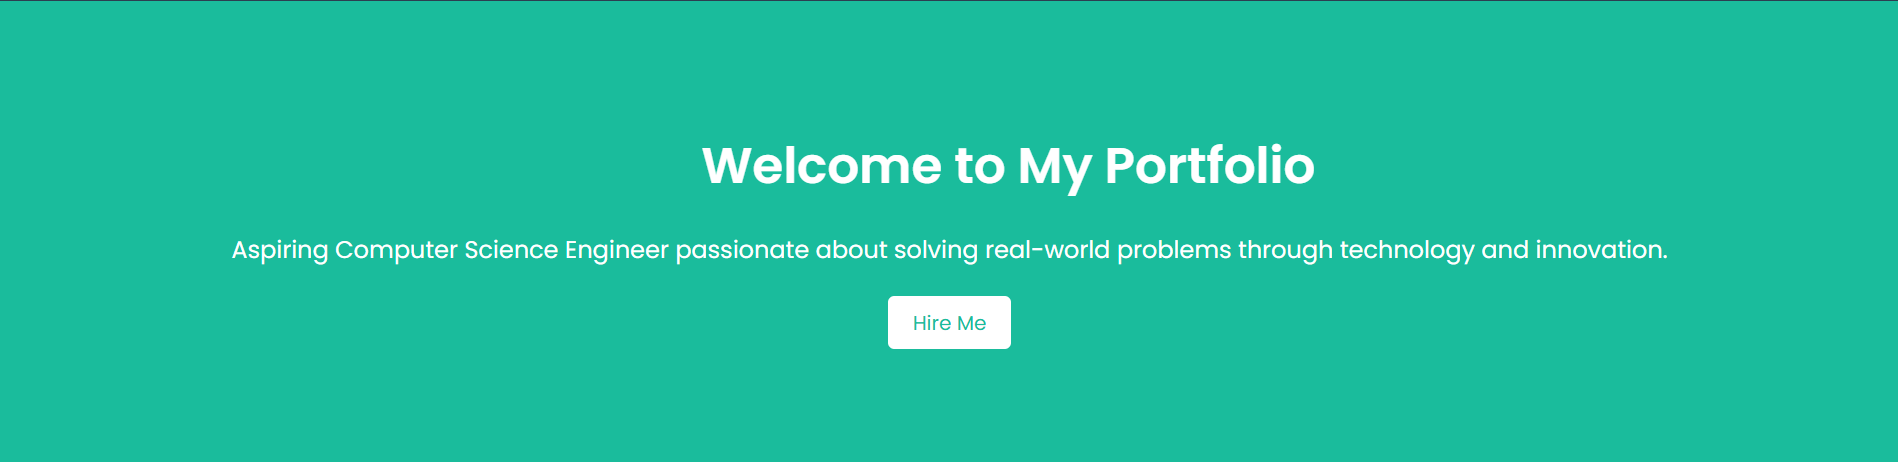 Welcome to My Portfolio
Aspiring Computer Science Engineer passionate about solving real-world problems through technology and innovation.
Hire Me